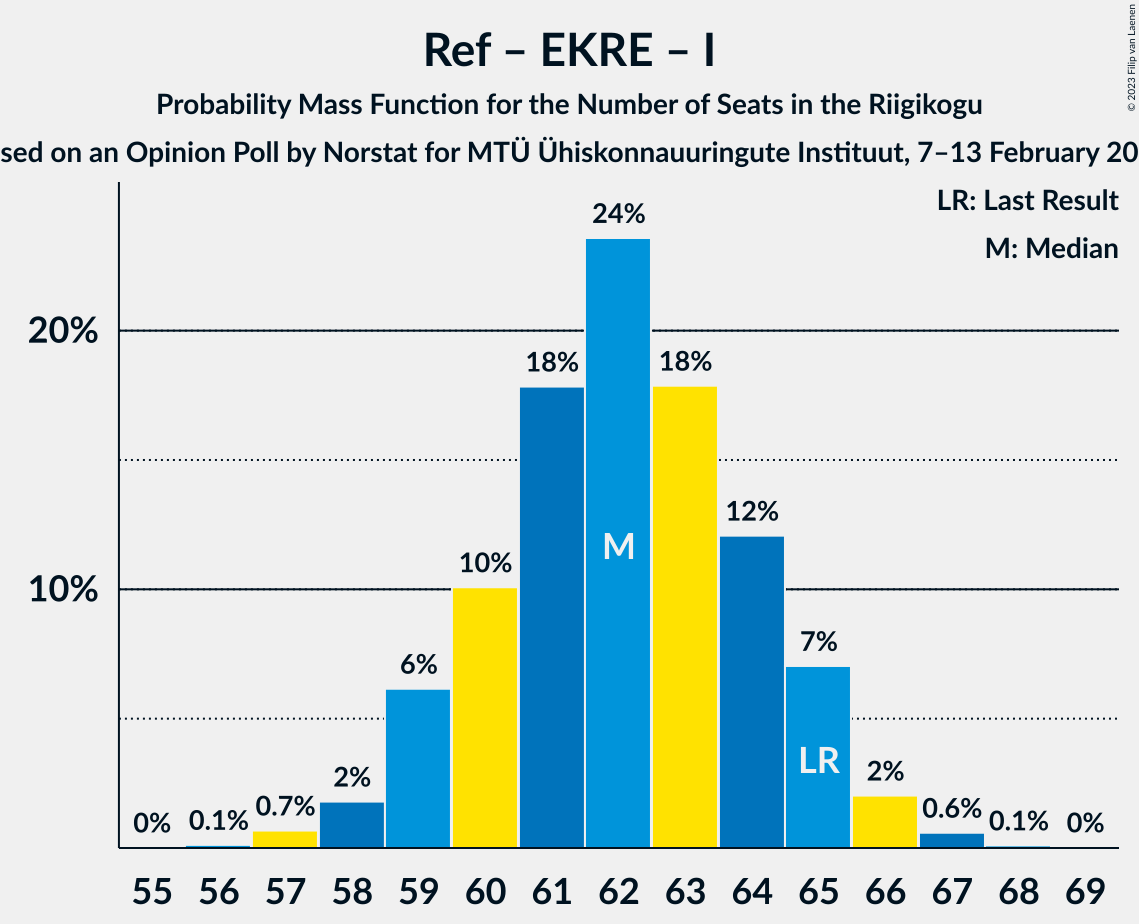 Ref – EKRE – I
Probability Mass Function for the Number of Seats in the Riigikogu
sed on an Opinion Poll by Norstat for MTÜ Ühiskonnauuringute Instituut, 7–13 February 20
© 2023 Filip van Laenen
LR: Last Result
M: Median
20%
10%
0%
0.1%
0.7%
2%
6%
10%
18%
24%
18%
12%
7%
2%
0.6%
0.1%
0%
M
LR
55 56 57 58 59 60 61 62 63 64 65 66 67 68 69